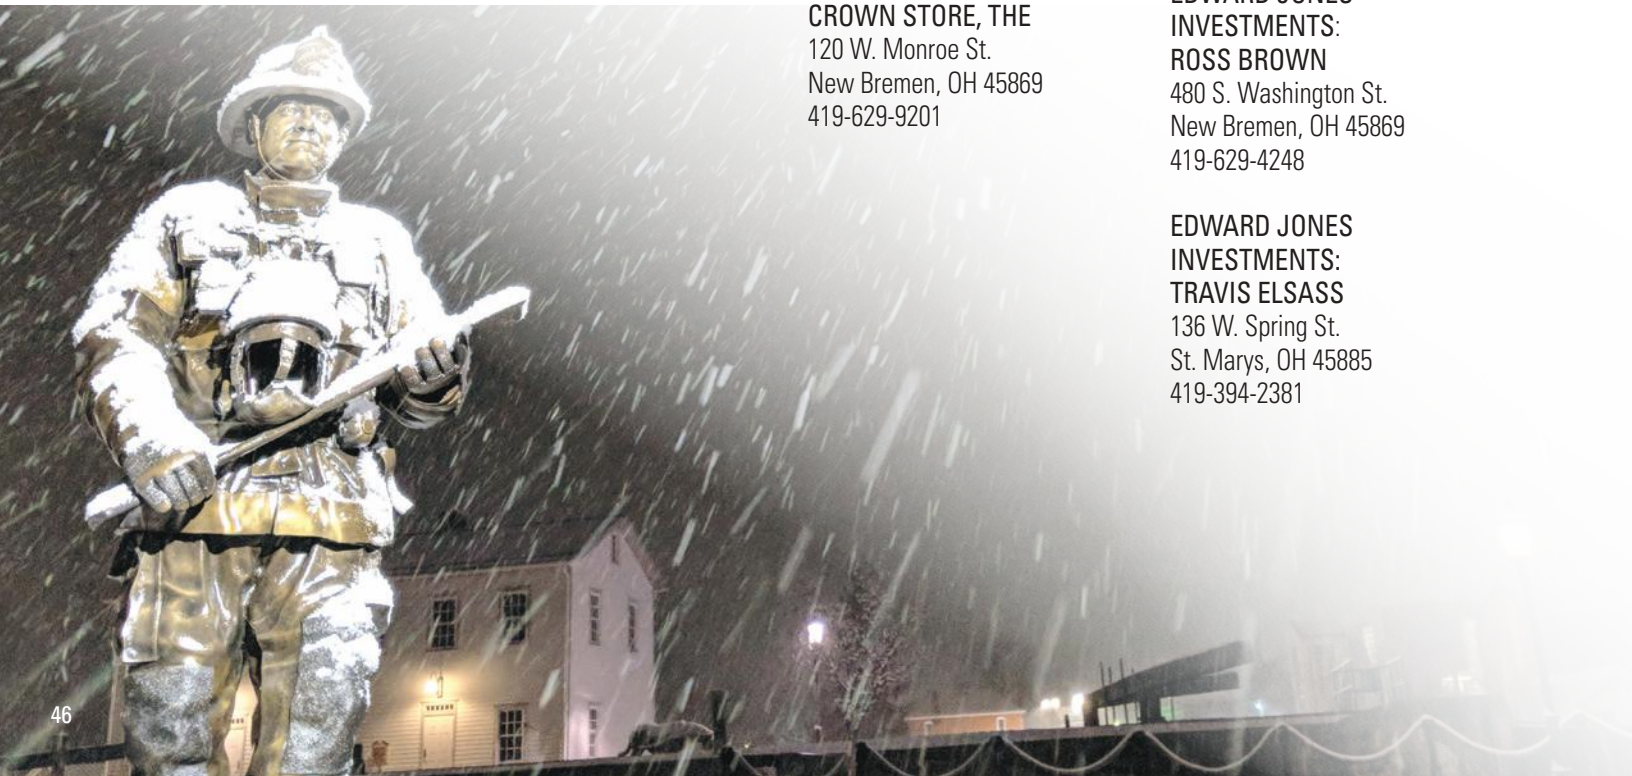 CROWN STORE, THE
120 W. Monroe St.
New Bremen, OH 45869
419-629-9201
EDWARD JONES
INVESTMENTS:
ROSS BROWN
480 S. Washington St.
New Bremen, OH 45869
419-629-4248
EDWARD JONES
INVESTMENTS:
TRAVIS ELSASS
136 W. Spring St.
St. Marys, OH 45885
419-394-2381
46